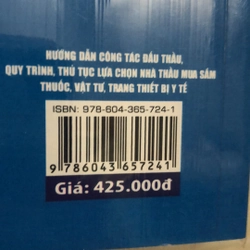 HƯỚNG DẪN CÔNG TÁC ĐẤU THẦU,
QUY TRÌNH, THỦ TỤC LỰA CHỌN NHÀ THẦU MUA SẮM
THUỐC, VẬT TƯ, TRANG THIẾT BỊ Y TẾ
ISBN: 978-604-365-724-1
9 786043 657241
Giá: 425.000đ